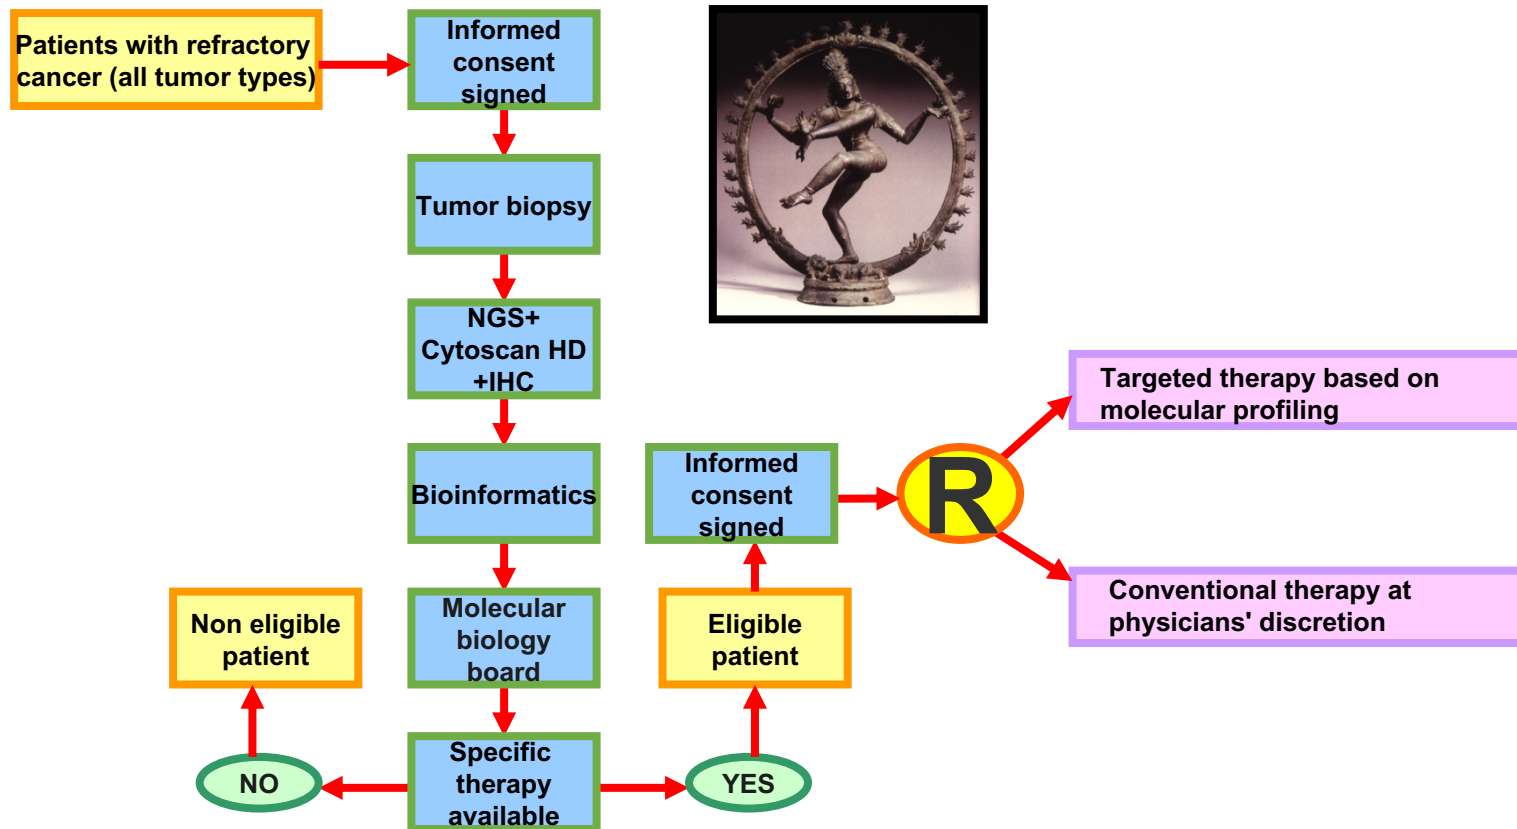 Patients with refractory
cancer (all tumor types)
Informed
consent
signed
Tumor biopsy
NGS+
Cytoscan HD
+IHC
Bioinformatics
Molecular
biology
board
Specific
therapy
available
NO
Non eligible
patient
YES
Eligible
patient
Informed
consent
signed
R
Targeted therapy based on
molecular profiling
Conventional therapy at
physicians' discretion